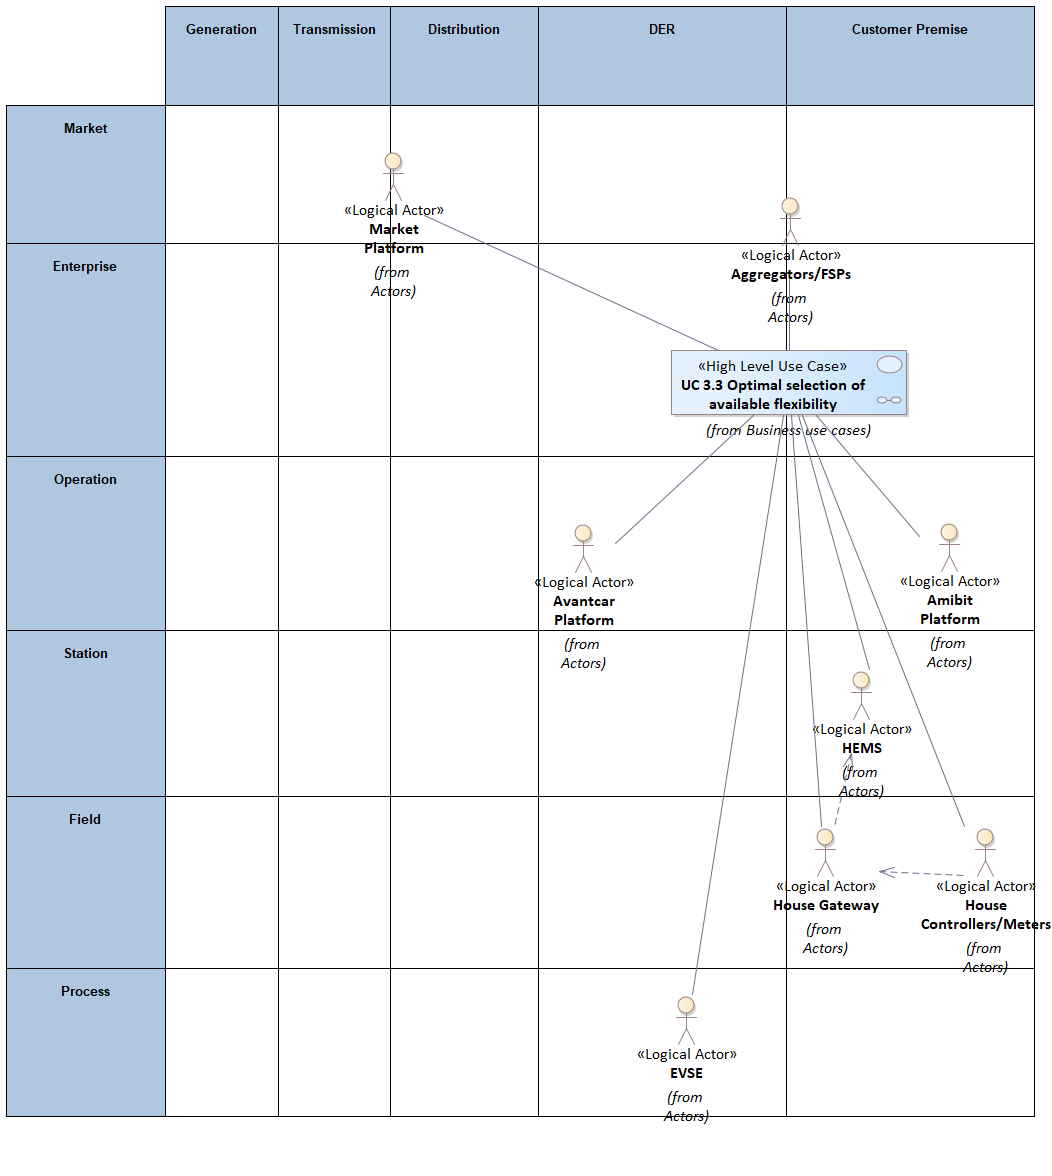 Generation
Transmission
Distribution
DER
Customer Premise
Market
«Logical Actor»
Market
Platform
(from
Actors)
«Logical Actor»
Aggregators/FSPs
(from
Actors)
Enterprise
«High Level Use Case»
UC 3.3 Optimal selection of
available flexibility
(from Business use cases)
Operation
«Logical Actor»
Avantcar
Platform
(from
Actors)
«Logical Actor»
Amibit
Platform
(from
Actors)
Station
«Logical Actor»
HEMS
(from
Actors)
Field
«Logical Actor»
House Gateway
(from
Actors)
«Logical Actor»
House
Controllers/Meters
(from
Actors)
Process
«Logical Actor»
EVSE
(from
Actors)